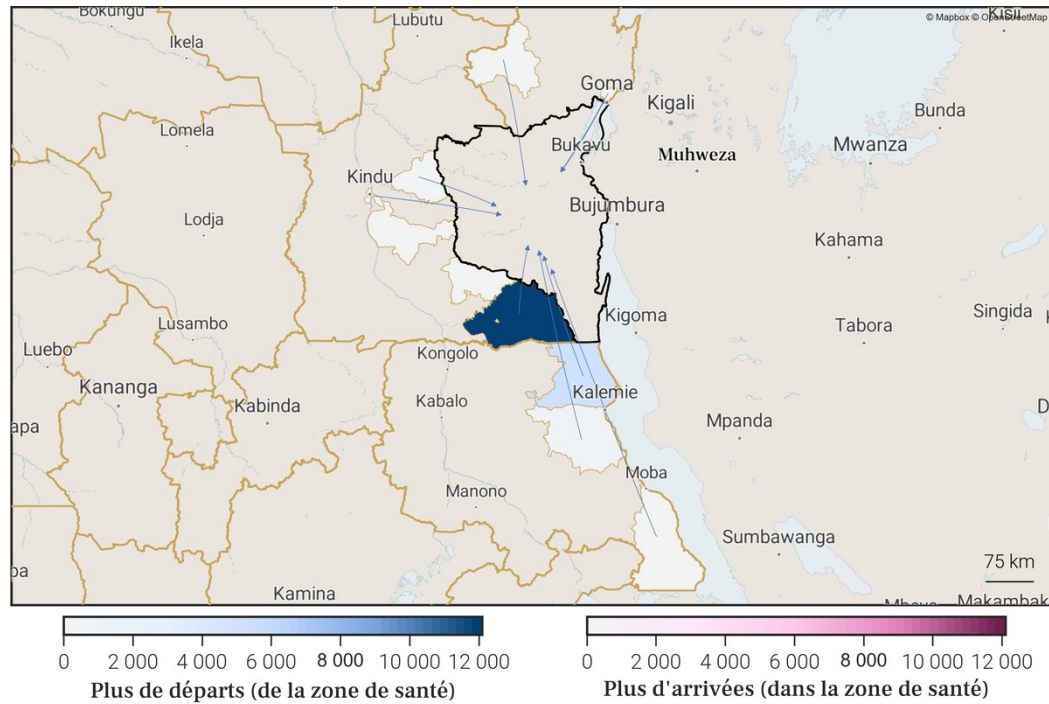 Bokungu
Lubutu
© Mapbox © OpenStreetMap
Kisii
Ikela
Goma
Kigali
Bunda
Lomela
Bukavu
Muhweza
Mwanza
Kindu
Lodja
Bujumbura
Kahama
Lusambo
Kigoma
Singida
Tabora
Luebo
Kongolo
Kananga
Kabinda
Kabalo
Kalemie
Mpanda
apa
Moba
Manono
Sumbawanga
75 km
Kamina
Makambak
0 2 000 4 000 6 000 8 000 10 000 12 000
Plus de départs (de la zone de santé)
0 2 000 4 000 6 000 8 000 10 000 12 000
Plus d'arrivées (dans la zone de santé)